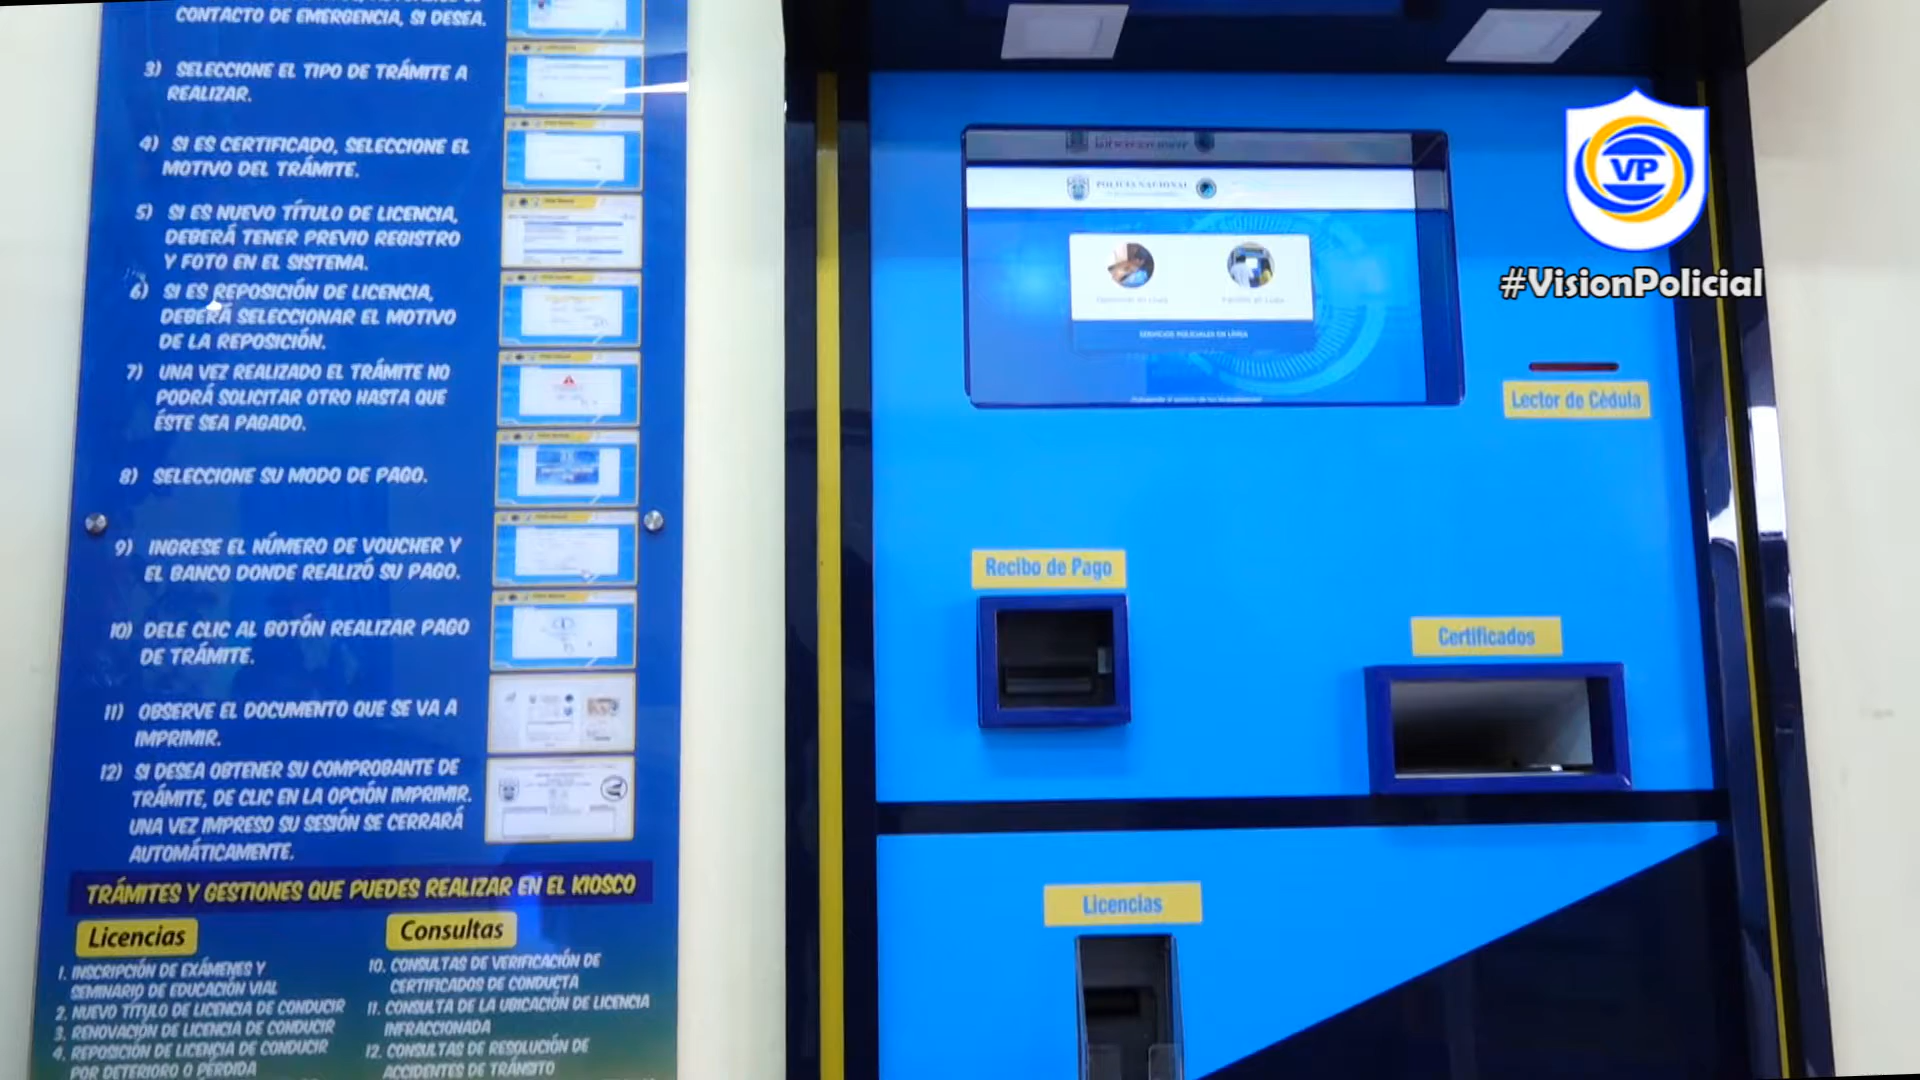 CONTACTO DE EMERGENCIA, SI DESEA.
3) SELECCIONE EL TIPO DE TRÁMITE A
REALIZAR.
4) SI ES CERTIFICADO, SELECCIONE EL
MOTIVO DEL TRÁMITE.
5) SI ES NUEVO TÍTULO DE LICENCIA,
DEBERÁ TENER PREVIO REGISTRO
Y FOTO EN EL SISTEMA.
6) SI ES REPOSICIÓN DE LICENCIA,
DEBERÁ SELECCIONAR EL MOTIVO
DE LA REPOSICIÓN.
7) UNA VEZ REALIZADO EL TRÁMITE NO
PODRÁ SOLICITAR OTRO HASTA QUE
ÉSTE SEA PAGADO.
8) SELECCIONE SU MODO DE PAGO.
9) INGRESE EL NÚMERO DE VOUCHER Y
EL BANCO DONDE REALIZÓ SU PAGO.
10) DELE CLIC AL BOTÓN REALIZAR PAGO
DE TRÁMITE.
11) OBSERVE EL DOCUMENTO QUE SE VA A
IMPRIMIR.
12) SI DESEA OBTENER SU COMPROBANTE DE
TRÁMITE, DE CLIC EN LA OPCIÓN IMPRIMIR.
UNA VEZ IMPRESO SU SESIÓN SE CERRARÁ
AUTOMÁTICAMENTE.
TRÁMITES Y GESTIONES QUE PUEDES REALIZAR EN EL KIOSCO
Licencias
1. INSCRIPCIÓN DE EXÁMENES Y
SEMINARIO DE EDUCACIÓN VIAL
2. NUEVO TÍTULO DE LICENCIA DE CONDUCIR
3. RENOVACIÓN DE LICENCIA DE CONDUCIR
4. REPOSICIÓN DE LICENCIA DE CONDUCIR
POR DETERIORO O PÉRDIDA
Consultas
10. CONSULTAS DE VERIFICACIÓN DE
CERTIFICADOS DE CONDUCTA
11. CONSULTA DE LA UBICACIÓN DE LICENCIA
INFRACCIONADA
12. CONSULTAS DE RESOLUCIÓN DE
ACCIDENTES DE TRÁNSITO
POLICÍA NACIONAL
SERVICIOS POLICIALES EN LÍNEA
VP
#VisionPolicial
Lector de Cédula
Recibo de Pago
Certificados
Licencias